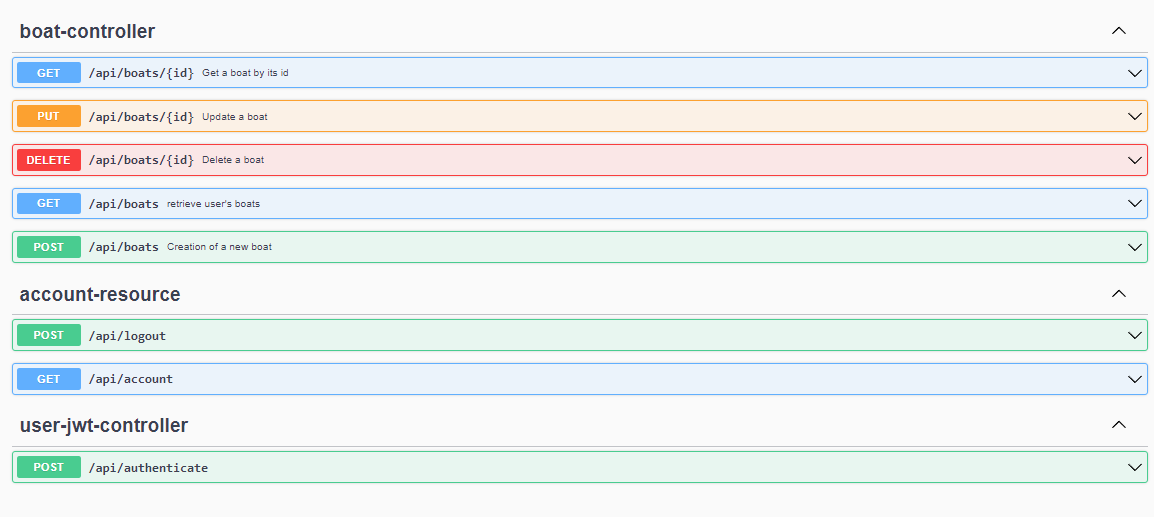 boat-controller
GET /api/boats/{id} Get a boat by its id
PUT /api/boats/{id} Update a boat
DELETE /api/boats/{id} Delete a boat
GET /api/boats retrieve user's boats
POST /api/boats Creation of a new boat
account-resource
POST /api/logout
GET /api/account
user-jwt-controller
POST /api/authenticate